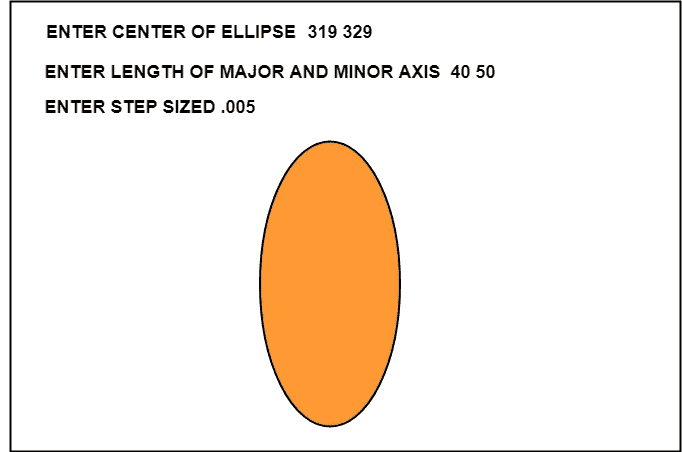 ENTER CENTER OF ELLIPSE 319 329
ENTER LENGTH OF MAJOR AND MINOR AXIS 40 50
ENTER STEP SIZED .005